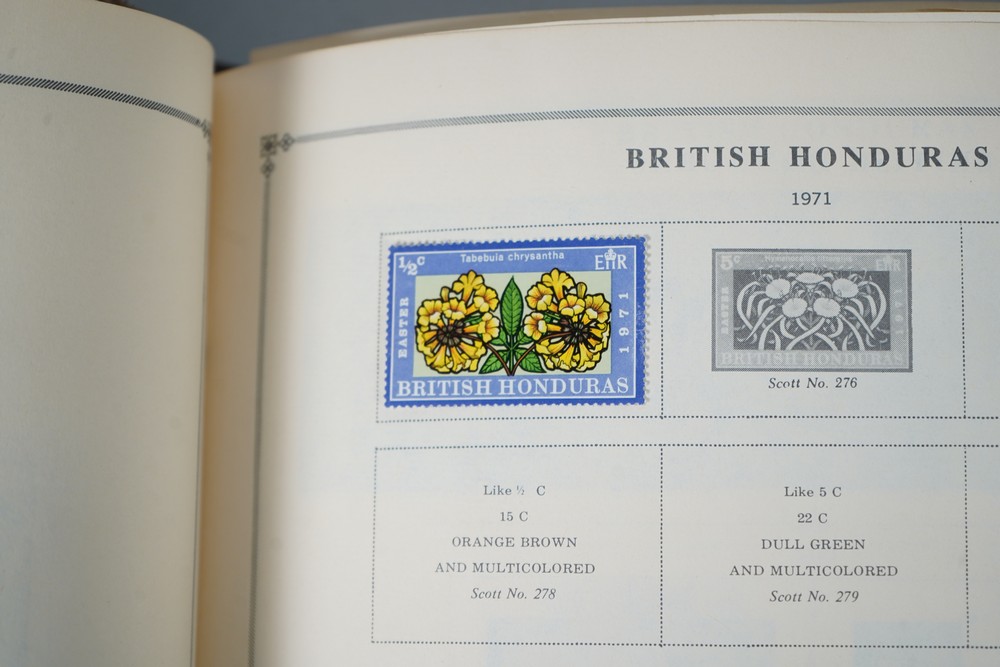 BRITISH HONDURAS
1971
½c
Tabebuia chrysantha
EIIR
EASTER
1971
BRITISH HONDURAS
5c
EIIR
EASTER
1971
BRITISH HONDURAS
Scott No. 276
Like ½ C
15 C
ORANGE BROWN
AND MULTICOLORED
Scott No. 278
Like 5 C
22 C
DULL GREEN
AND MULTICOLORED
Scott No. 279